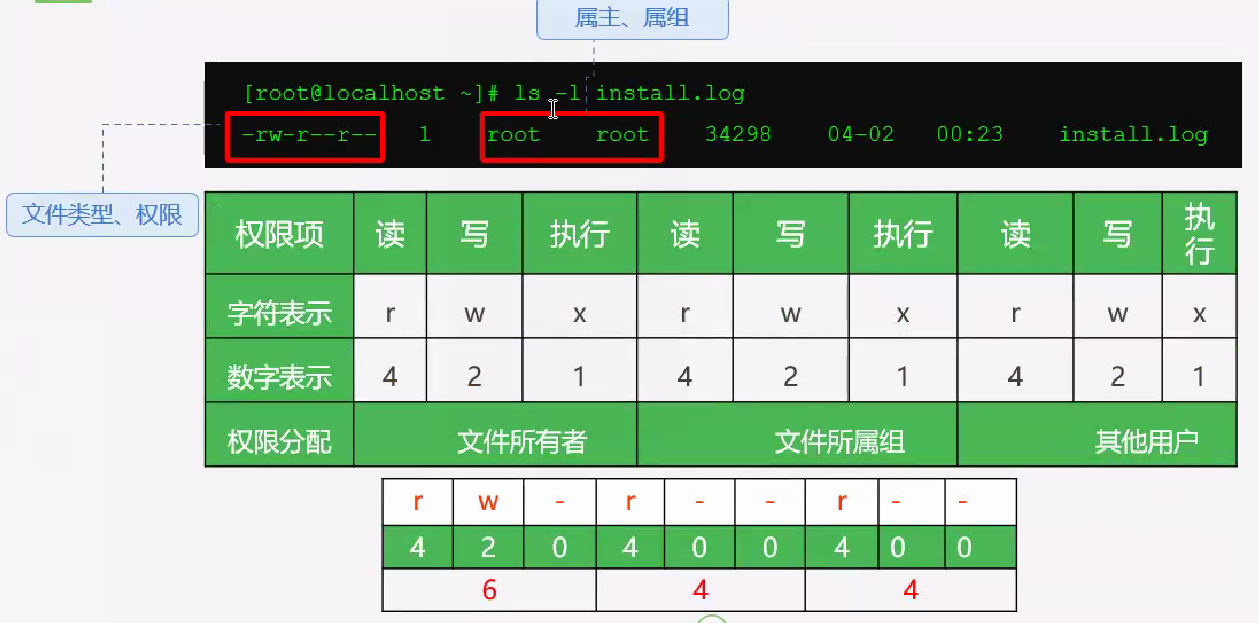 属主、属组
[root@localhost ~]# ls -l install.log
-rw-r--r-- 1 root root 34298 04-02 00:23 install.log
文件类型、权限
权限项 读 写 执行 读 写 执行 读 写 执行
字符表示 r w x r w x r w x
数字表示 4 2 1 4 2 1 4 2 1
权限分配 文件所有者 文件所属组 其他用户
r w - r - - r - -
4 2 0 4 0 0 4 0 0
6 4 4